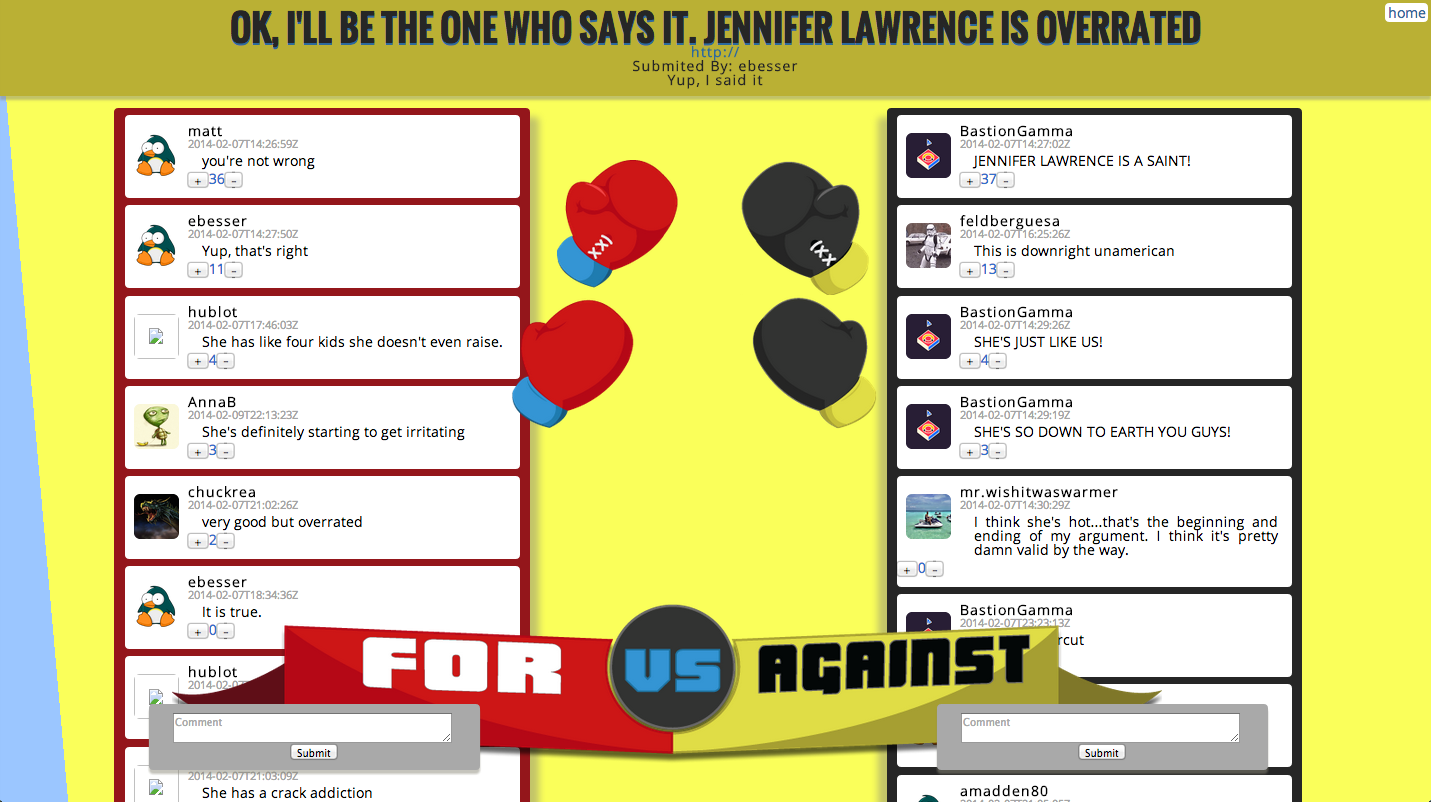 OK, I'LL BE THE ONE WHO SAYS IT. JENNIFER LAWRENCE IS OVERRATED
home
http://
Submited By: ebesser
Yup, I said it
matt
2014-02-07T14:26:59Z
you're not wrong
+36-
ebesser
2014-02-07T14:27:50Z
Yup, that's right
+11-
hublot
2014-02-07T17:46:03Z
She has like four kids she doesn't even raise.
+4-
AnnaB
2014-02-09T22:13:23Z
She's definitely starting to get irritating
+3-
chuckrea
2014-02-07T21:02:26Z
very good but overrated
+2-
ebesser
2014-02-07T18:34:36Z
It is true.
+0-
hublot
Comment
Submit
2014-02-07T21:03:09Z
She has a crack addiction
(xx)
(xx
FOR VS AGAINST
BastionGamma
2014-02-07T14:27:02Z
JENNIFER LAWRENCE IS A SAINT!
+37-
feldberguesa
2014-02-07T16:25:26Z
This is downright unamerican
+13-
BastionGamma
2014-02-07T14:29:26Z
SHE'S JUST LIKE US!
+4-
BastionGamma
2014-02-07T14:29:19Z
SHE'S SO DOWN TO EARTH YOU GUYS!
+3-
mr.wishitwaswarmer
2014-02-07T14:30:29Z
I think she's hot...that's the beginning and
ending of my argument. I think it's pretty
damn valid by the way.
+0-
BastionGamma
2014-02-07T23:23:13Z
rcut
Comment
Submit
amadden80